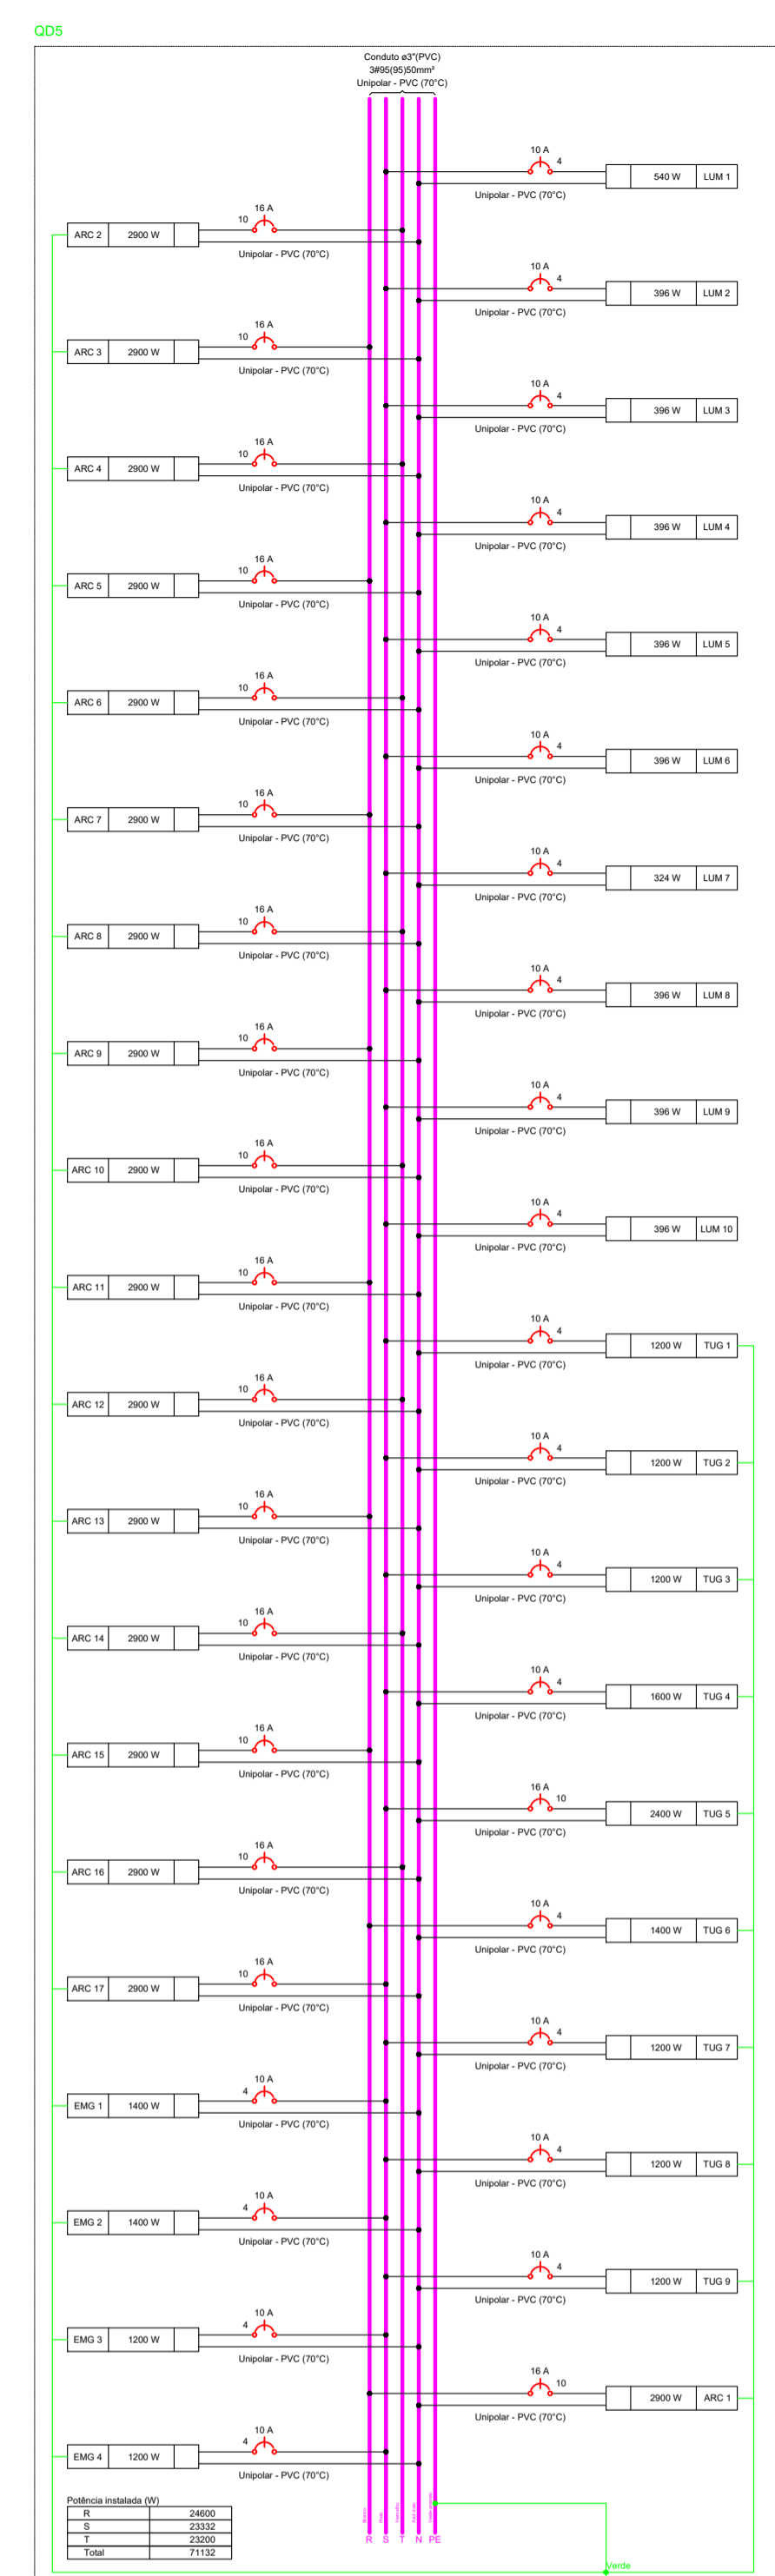 QD5
Conduto ø3"(PVC)
3#95(95)50mm²
Unipolar - PVC (70°C)
10 A
4
540 W LUM 1
Unipolar - PVC (70°C)
16 A
10
ARC 2 2900 W
Unipolar - PVC (70°C)
10 A
4
396 W LUM 2
Unipolar - PVC (70°C)
16 A
10
ARC 3 2900 W
Unipolar - PVC (70°C)
10 A
4
396 W LUM 3
Unipolar - PVC (70°C)
16 A
10
ARC 4 2900 W
Unipolar - PVC (70°C)
10 A
4
396 W LUM 4
Unipolar - PVC (70°C)
16 A
10
ARC 5 2900 W
Unipolar - PVC (70°C)
10 A
4
396 W LUM 5
Unipolar - PVC (70°C)
16 A
10
ARC 6 2900 W
Unipolar - PVC (70°C)
10 A
4
396 W LUM 6
Unipolar - PVC (70°C)
16 A
10
ARC 7 2900 W
Unipolar - PVC (70°C)
10 A
4
324 W LUM 7
Unipolar - PVC (70°C)
16 A
10
ARC 8 2900 W
Unipolar - PVC (70°C)
10 A
4
396 W LUM 8
Unipolar - PVC (70°C)
16 A
10
ARC 9 2900 W
Unipolar - PVC (70°C)
10 A
4
396 W LUM 9
Unipolar - PVC (70°C)
16 A
10
ARC 10 2900 W
Unipolar - PVC (70°C)
10 A
4
396 W LUM 10
Unipolar - PVC (70°C)
16 A
10
ARC 11 2900 W
Unipolar - PVC (70°C)
10 A
4
1200 W TUG 1
Unipolar - PVC (70°C)
16 A
10
ARC 12 2900 W
Unipolar - PVC (70°C)
10 A
4
1200 W TUG 2
Unipolar - PVC (70°C)
16 A
10
ARC 13 2900 W
Unipolar - PVC (70°C)
10 A
4
1200 W TUG 3
Unipolar - PVC (70°C)
16 A
10
ARC 14 2900 W
Unipolar - PVC (70°C)
10 A
4
1600 W TUG 4
Unipolar - PVC (70°C)
16 A
10
ARC 15 2900 W
Unipolar - PVC (70°C)
16 A
10
2400 W TUG 5
Unipolar - PVC (70°C)
16 A
10
ARC 16 2900 W
Unipolar - PVC (70°C)
10 A
4
1400 W TUG 6
Unipolar - PVC (70°C)
16 A
10
ARC 17 2900 W
Unipolar - PVC (70°C)
10 A
4
1200 W TUG 7
Unipolar - PVC (70°C)
10 A
4
EMG 1 1400 W
Unipolar - PVC (70°C)
10 A
4
1200 W TUG 8
Unipolar - PVC (70°C)
10 A
4
EMG 2 1400 W
Unipolar - PVC (70°C)
10 A
4
1200 W TUG 9
Unipolar - PVC (70°C)
10 A
4
EMG 3 1200 W
Unipolar - PVC (70°C)
16 A
10
2900 W ARC 1
Unipolar - PVC (70°C)
10 A
4
EMG 4 1200 W
Unipolar - PVC (70°C)
Potência instalada (W)
R 24600
S 23332
T 23200
Total 71132
R S T N PE
Verde